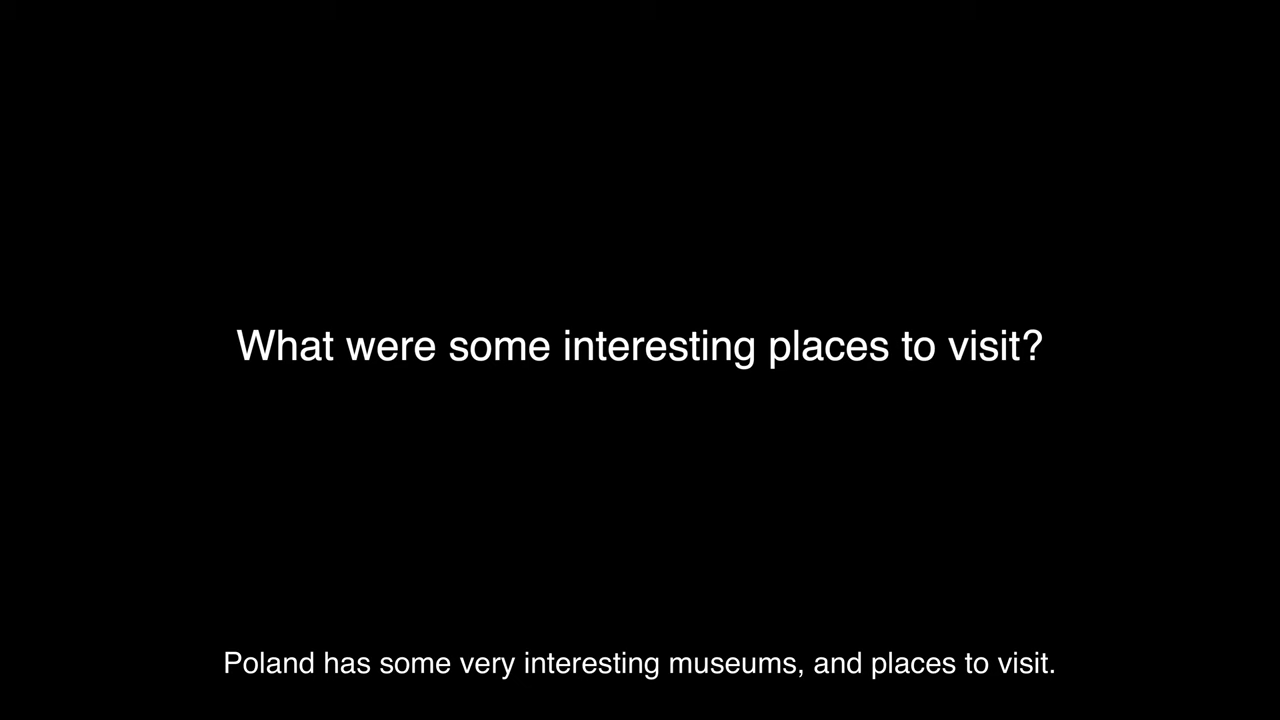 What were some interesting places to visit?
Poland has some very interesting museums, and places to visit.